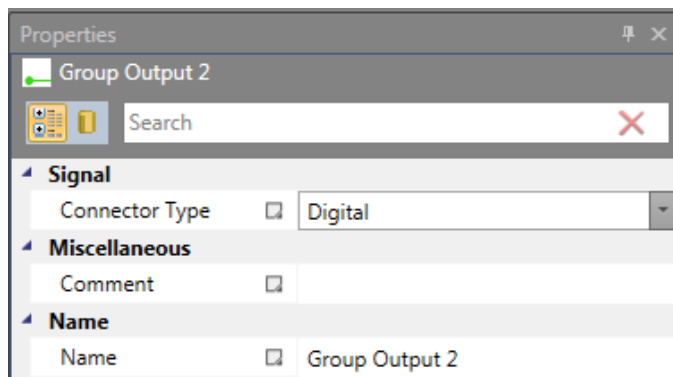 Properties
Group Output 2
Search
Signal
Connector Type Digital
Miscellaneous
Comment
Name
Name Group Output 2